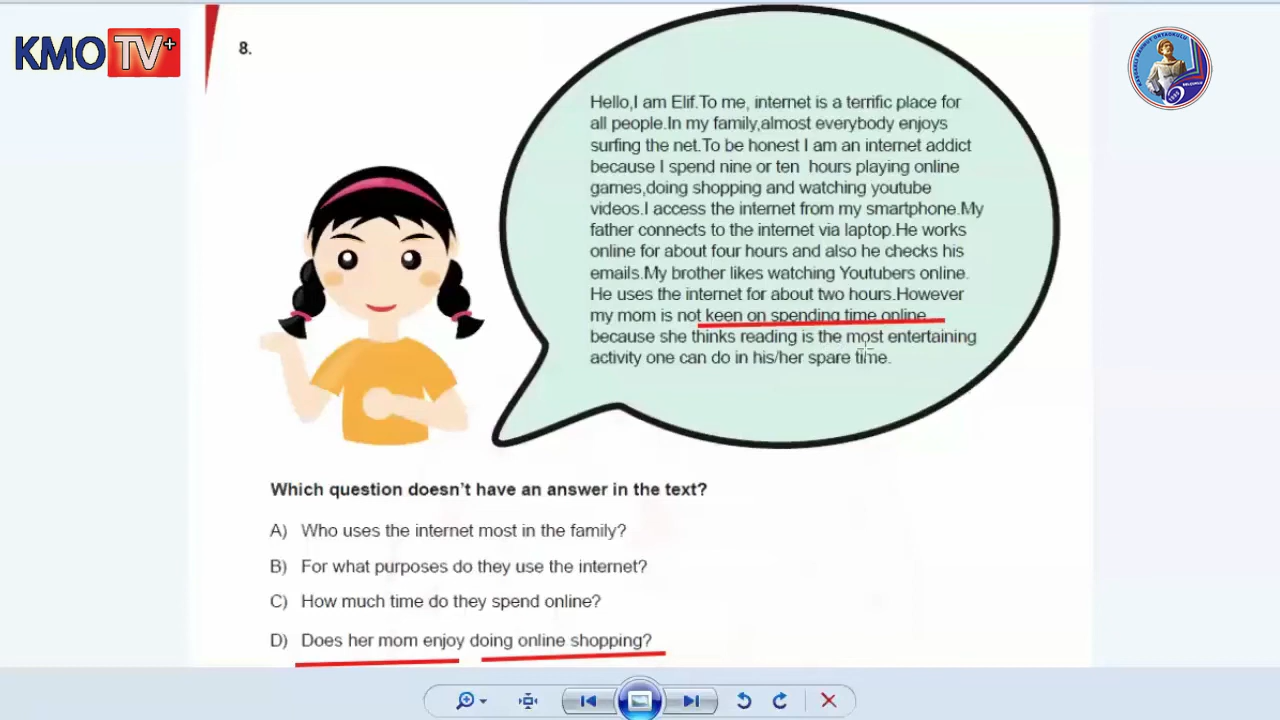 KMO TV+
8.
Hello,I am Elif.To me, internet is a terrific place for
all people.In my family,almost everybody enjoys
surfing the net.To be honest I am an internet addict
because I spend nine or ten hours playing online
games,doing shopping and watching youtube
videos.I access the internet from my smartphone.My
father connects to the internet via laptop.He works
online for about four hours and also he checks his
emails.My brother likes watching Youtubers online.
He uses the internet for about two hours.However
my mom is not keen on spending time online
because she thinks reading is the most entertaining
activity one can do in his/her spare time.
Which question doesn't have an answer in the text?
A) Who uses the internet most in the family?
B) For what purposes do they use the internet?
C) How much time do they spend online?
D) Does her mom enjoy doing online shopping?